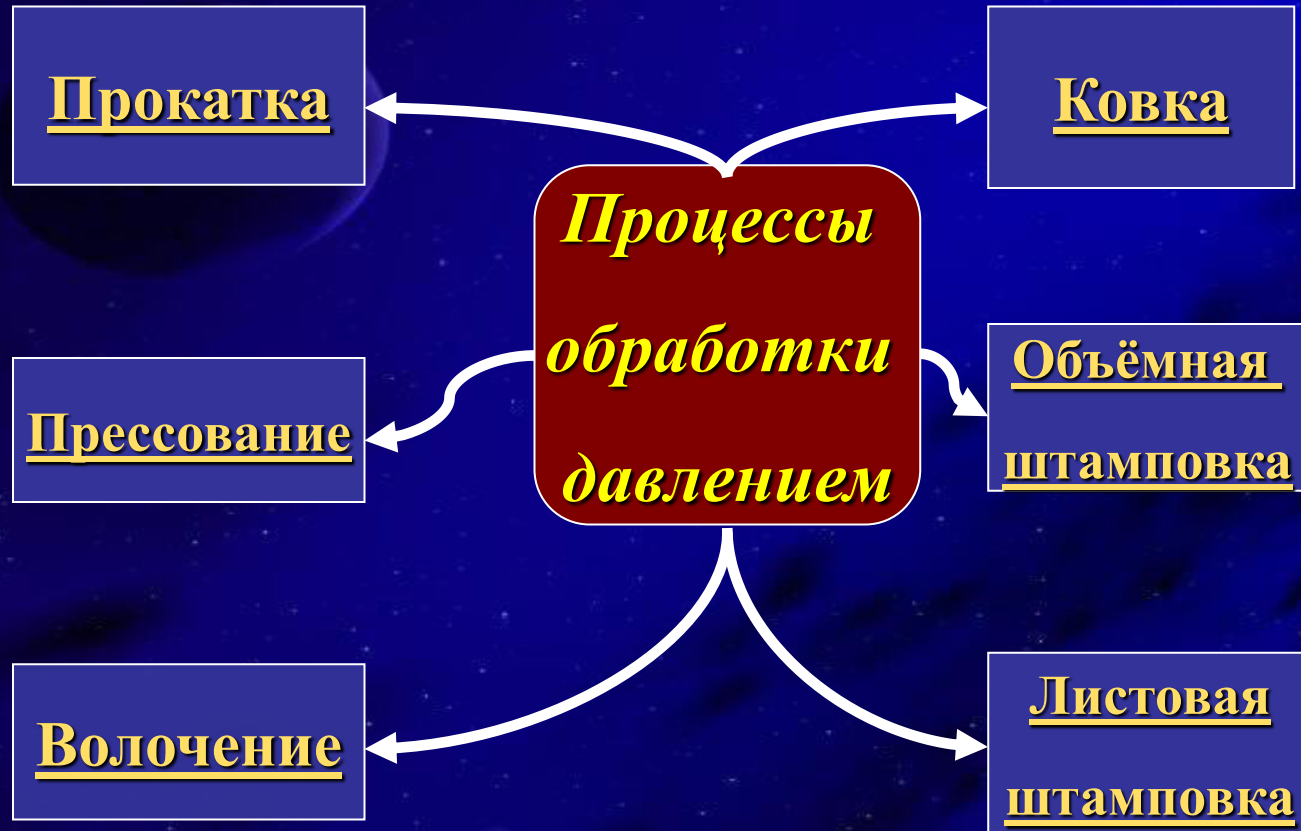 Прокатка
Ковка
Процессы
обработки
давлением
Прессование
Объёмная
штамповка
Волочение
Листовая
штамповка